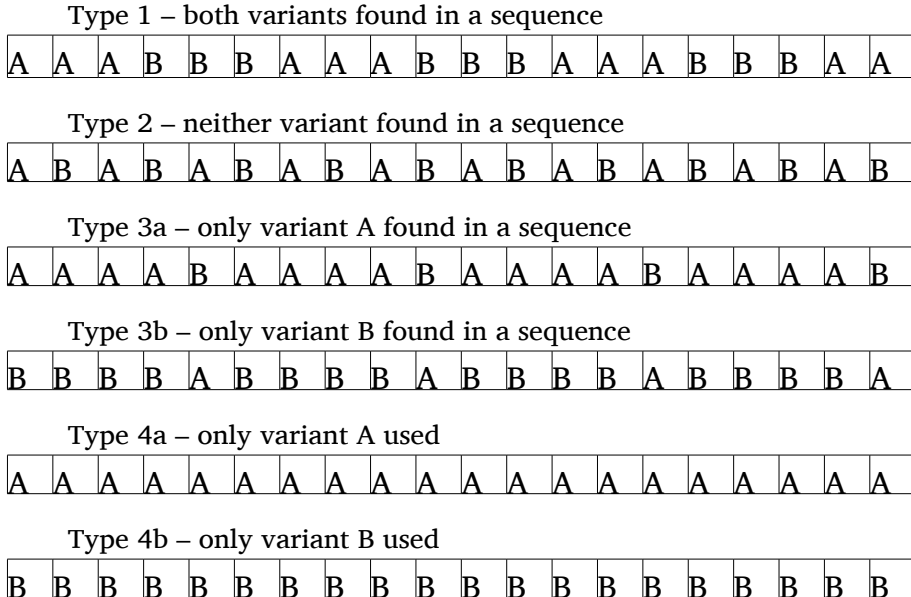 Type 1 – both variants found in a sequence
A A A B B B A A A B B B A A A B B B A A
Type 2 – neither variant found in a sequence
A B A B A B A B A B A B A B A B A B A B
Type 3a – only variant A found in a sequence
A A A A B A A A A B A A A A B A A A A B
Type 3b – only variant B found in a sequence
B B B B A B B B B A B B B B A B B B B A
Type 4a – only variant A used
A A A A A A A A A A A A A A A A A A A A
Type 4b – only variant B used
B B B B B B B B B B B B B B B B B B B B